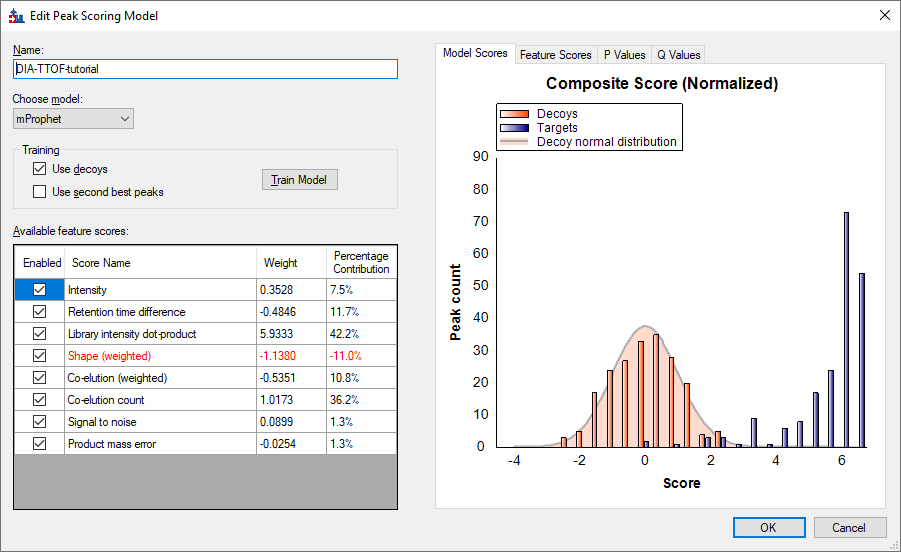 Edit Peak Scoring Model
Name:
DIA-TTOF-tutorial
Choose model:
mProphet
Training
Use decoys
Use second best peaks
Train Model
Available feature scores:
Enabled Score Name Weight Percentage Contribution
Intensity 0.3528 7.5%
Retention time difference -0.4846 11.7%
Library intensity dot-product 5.9333 42.2%
Shape (weighted) -1.1380 -11.0%
Co-elution (weighted) -0.5351 10.8%
Co-elution count 1.0173 36.2%
Signal to noise 0.0899 1.3%
Product mass error -0.0254 1.3%
Model Scores Feature Scores P Values Q Values
Composite Score (Normalized)
Decoys
Targets
Decoy normal distribution
Peak count
90
80
70
60
50
40
30
20
10
0
-4 -2 0 2 4 6
Score
OK Cancel